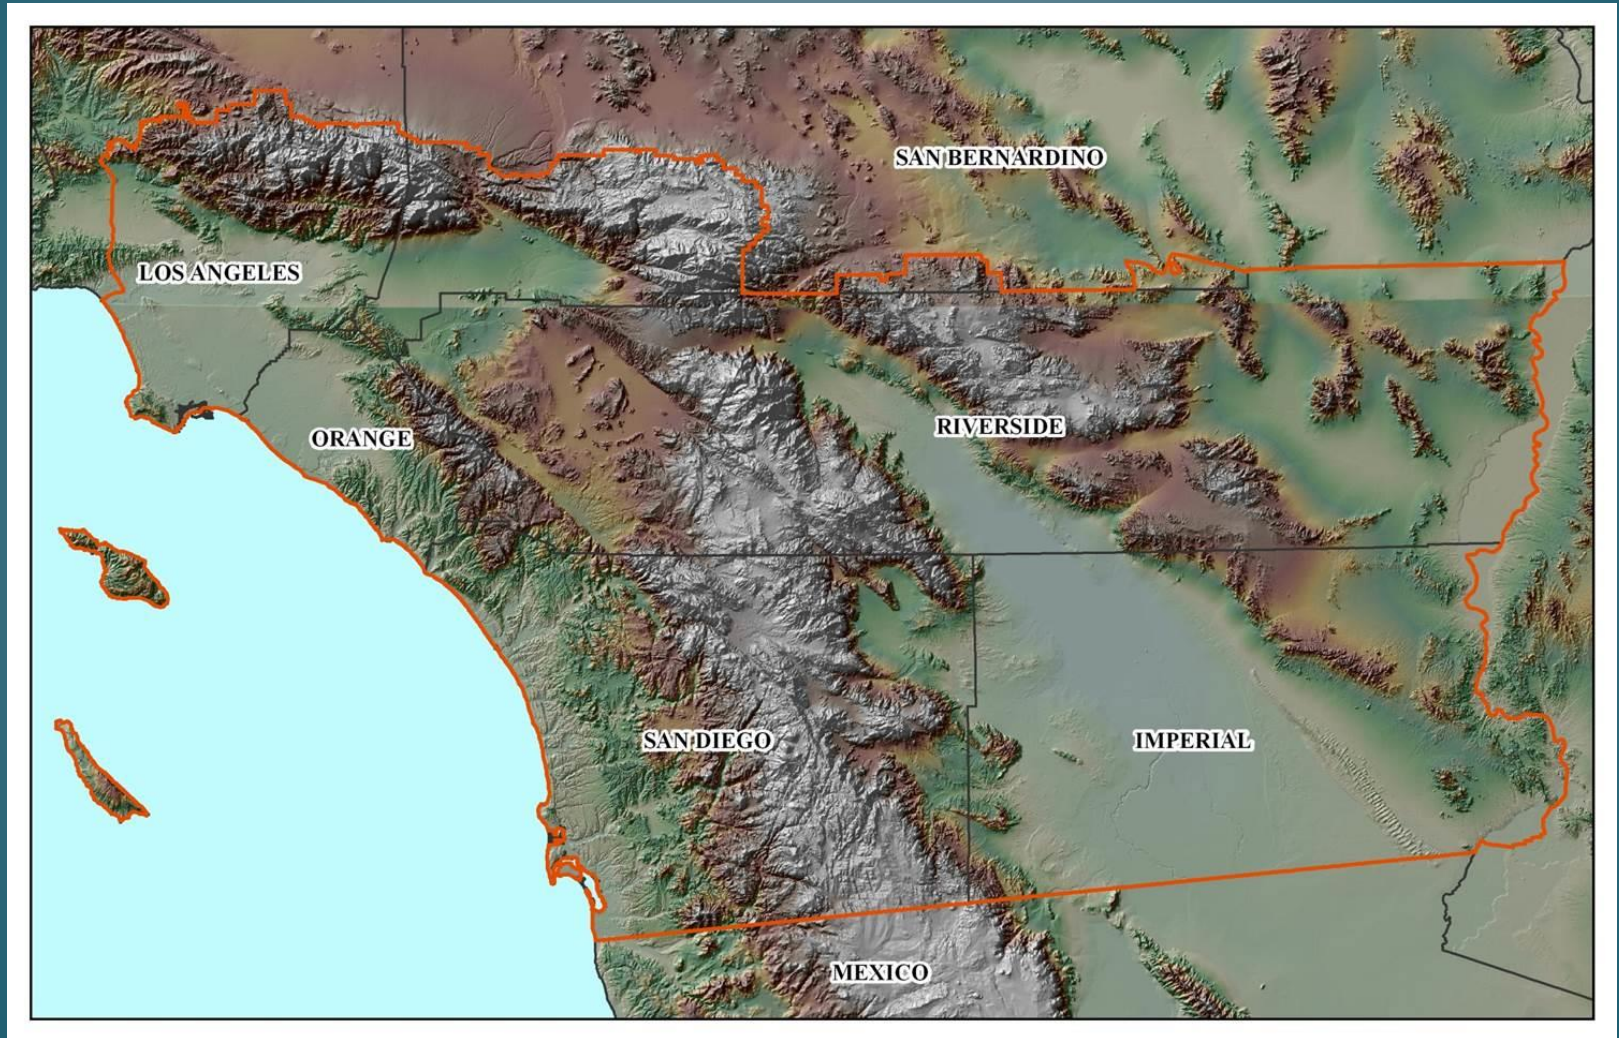 SAN BERNARDINO
LOS ANGELES
RIVERSIDE
ORANGE
SAN DIEGO
IMPERIAL
MEXICO